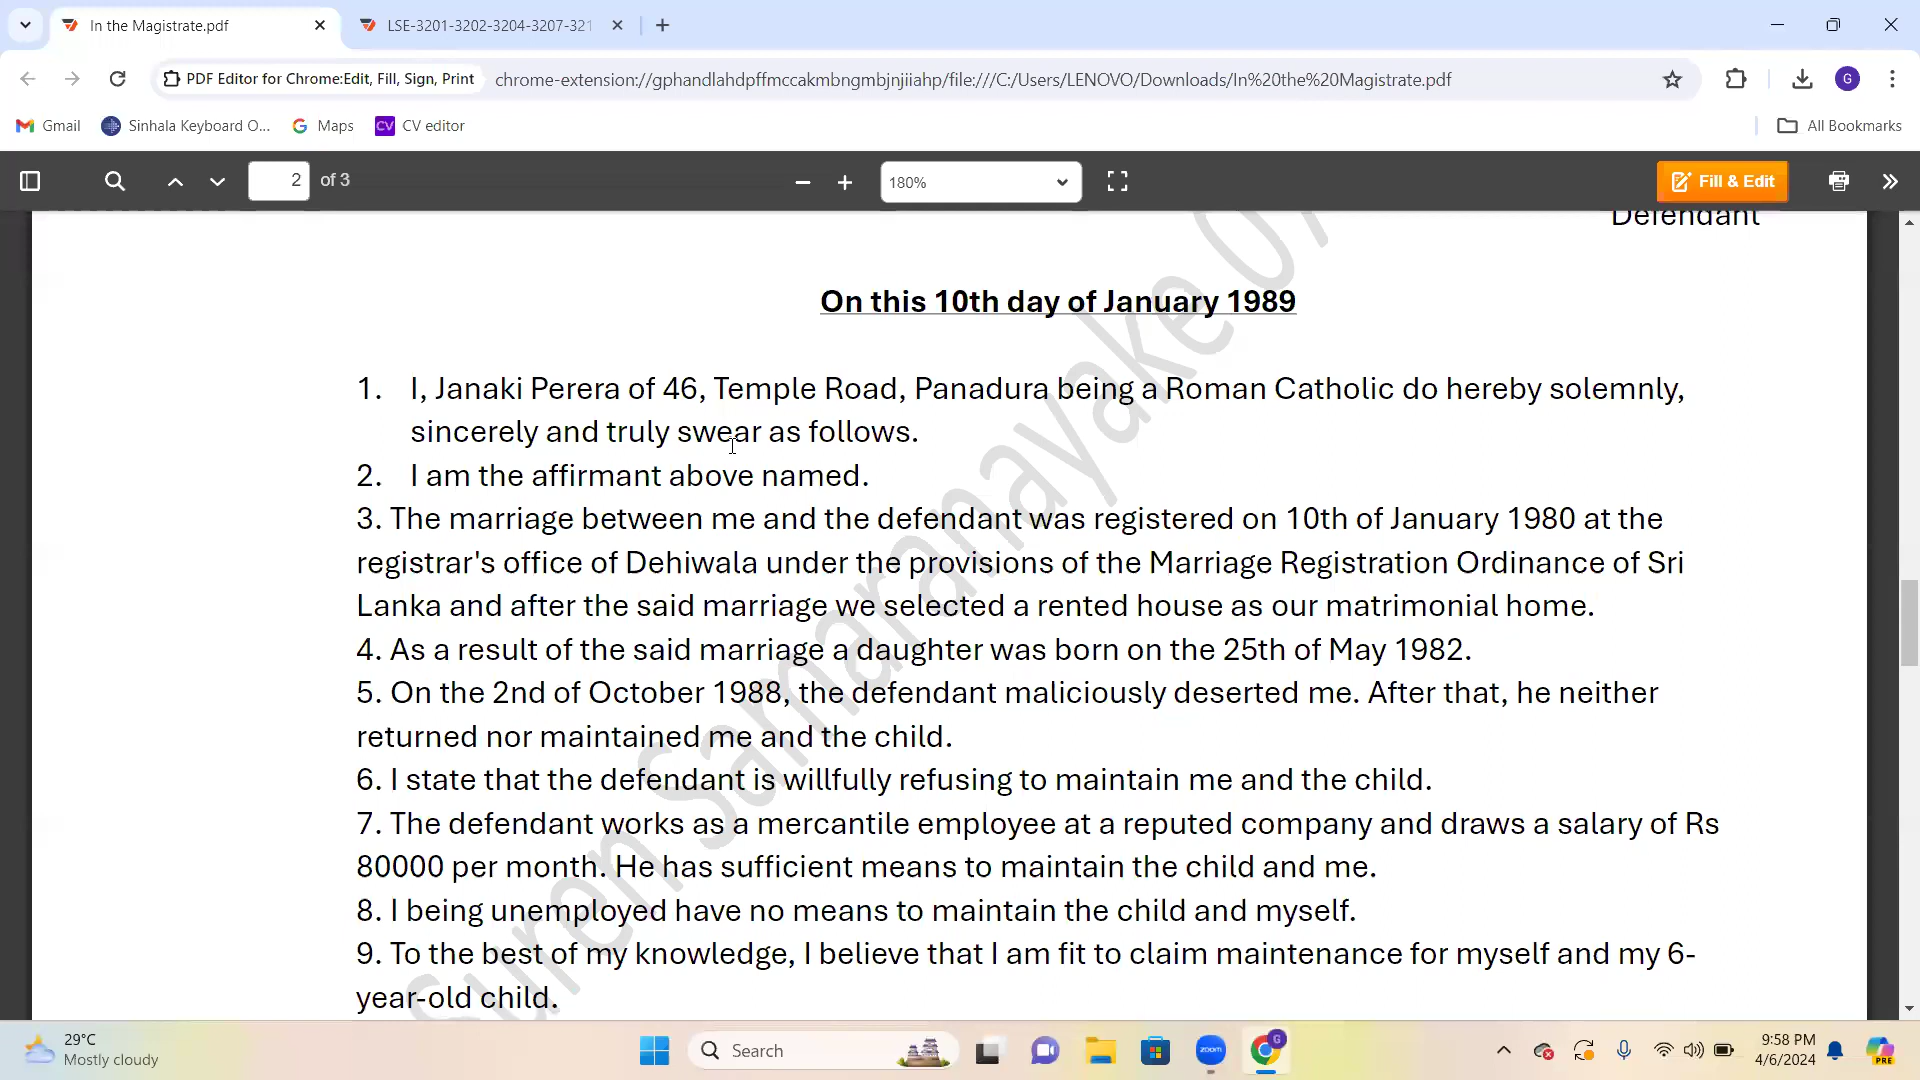 In the Magistrate.pdf
LSE-3201-3202-3204-3207-321
PDF Editor for Chrome:Edit, Fill, Sign, Print
chrome-extension://gphandlahdpffmccakmbngmbjnjiiahp/file:///C:/Users/LENOVO/Downloads/In%20the%20Magistrate.pdf
G
Gmail
Sinhala Keyboard O...
Maps
CV
CV editor
All Bookmarks
2 of 3
180%
Fill & Edit
Defendant
On this 10th day of January 1989
1. I, Janaki Perera of 46, Temple Road, Panadura being a Roman Catholic do hereby solemnly,
sincerely and truly swear as follows.
2. I am the affirmant above named.
3. The marriage between me and the defendant was registered on 10th of January 1980 at the
registrar's office of Dehiwala under the provisions of the Marriage Registration Ordinance of Sri
Lanka and after the said marriage we selected a rented house as our matrimonial home.
4. As a result of the said marriage a daughter was born on the 25th of May 1982.
5. On the 2nd of October 1988, the defendant maliciously deserted me. After that, he neither
returned nor maintained me and the child.
6. I state that the defendant is willfully refusing to maintain me and the child.
7. The defendant works as a mercantile employee at a reputed company and draws a salary of Rs
80000 per month. He has sufficient means to maintain the child and me.
8. I being unemployed have no means to maintain the child and myself.
9. To the best of my knowledge, I believe that I am fit to claim maintenance for myself and my 6-
year-old child.
Suren Samaranayake 07
29°C
Mostly cloudy
Search
zoom
G
9:58 PM
4/6/2024
PRE